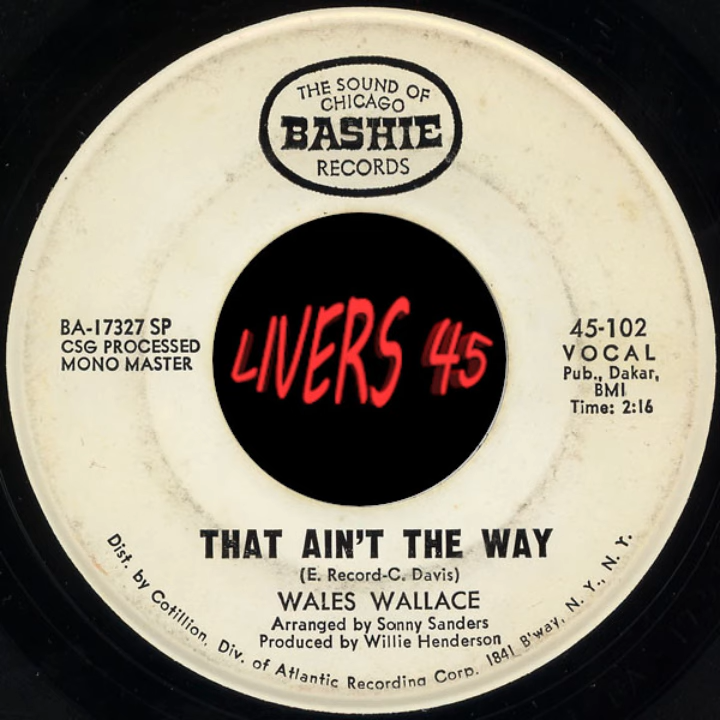 THE SOUND OF
CHICAGO
BASHIE
RECORDS
BA-17327 SP
CSG PROCESSED
MONO MASTER
LIVERS 45
45-102
VOCAL
Pub., Dakar,
BMI
Time: 2:16
THAT AIN'T THE WAY
(E. Record-C. Davis)
WALES WALLACE
Arranged by Sonny Sanders
Produced by Willie Henderson
Dist. by Cotillion, Div. of Atlantic Recording Corp. 1841 B'way, N. Y., N. Y.